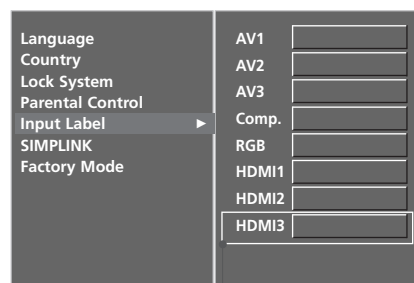 Language
Country
Lock System
Parental Control
Input Label ►
SIMPLINK
Factory Mode
AV1
AV2
AV3
Comp.
RGB
HDMI1
HDMI2
HDMI3